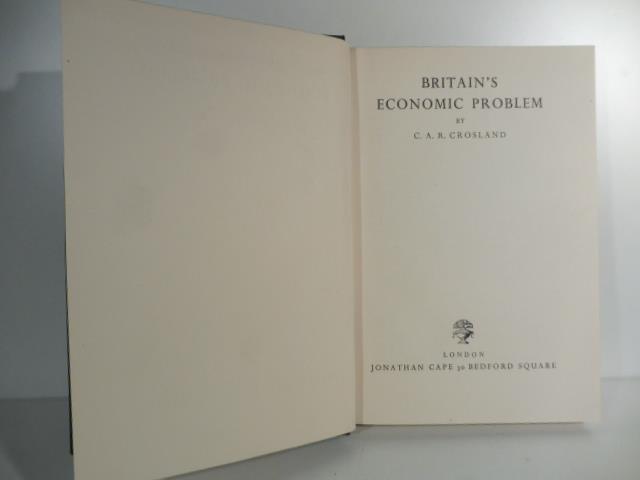 BRITAIN'S
ECONOMIC PROBLEM
BY
C. A. R. CROSLAND
LONDON
JONATHAN CAPE 30 BEDFORD SQUARE